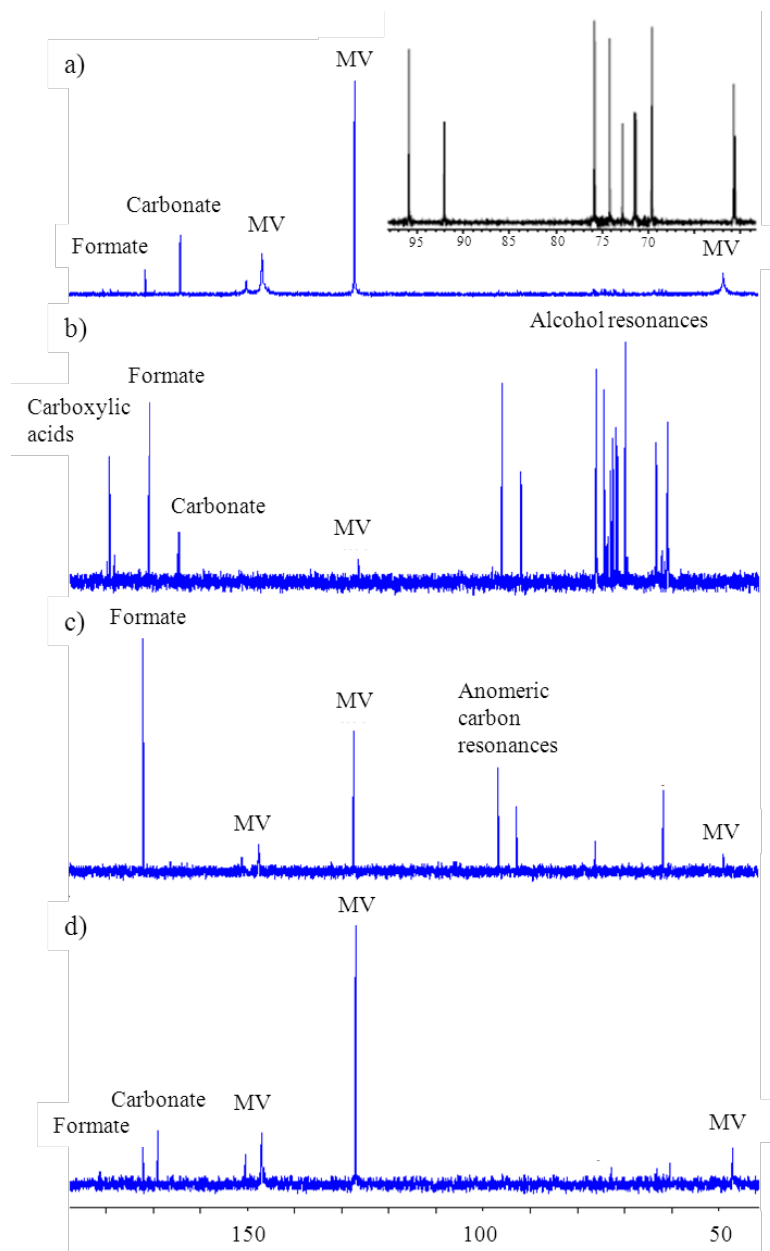 a)
MV
Carbonate
MV
Formate
MV
95 90 85 80 75 70
b)
Alcohol resonances
Formate
Carboxylic
acids
Carbonate
MV
c)
Formate
MV
Anomeric
carbon
resonances
MV
MV
d)
MV
Carbonate
MV
Formate
MV
150 100 50